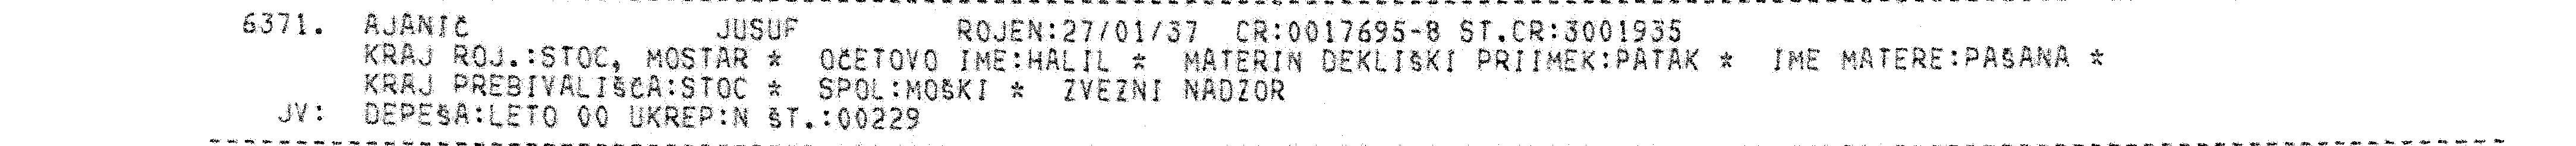 6371. AJANIČ JUSUF ROJEN:27/01/37 CR:0017695-8 ST.CR:3001935
KRAJ ROJ.:STOC, MOSTAR * OČETOVO IME:HALIL * MATERIN DEKLIŠKI PRIIMEK:PATAK * IME MATERE:PAŠANA *
KRAJ PREBIVALIŠČA:STOC * SPOL:MOŠKI * ZVEZNI NADZOR
JV: DEPEŠA:LETO 00 UKREP:N ŠT.:00229